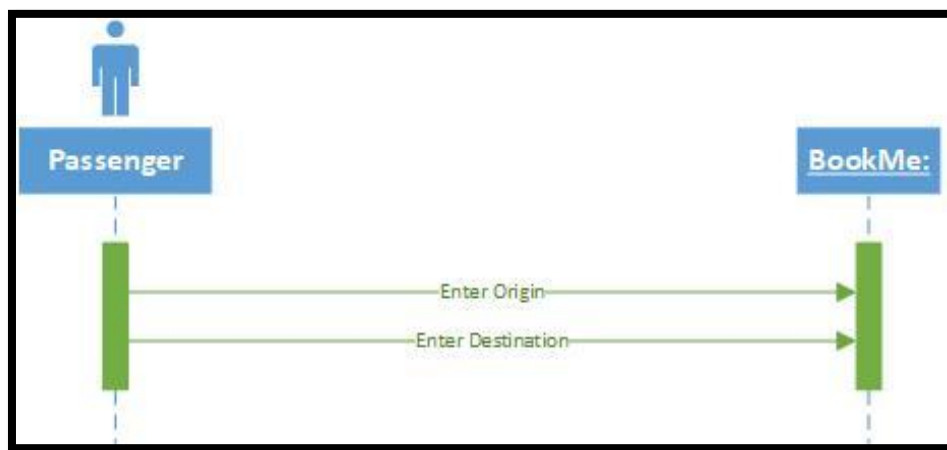 Passenger
BookMe:
Enter Origin
Enter Destination